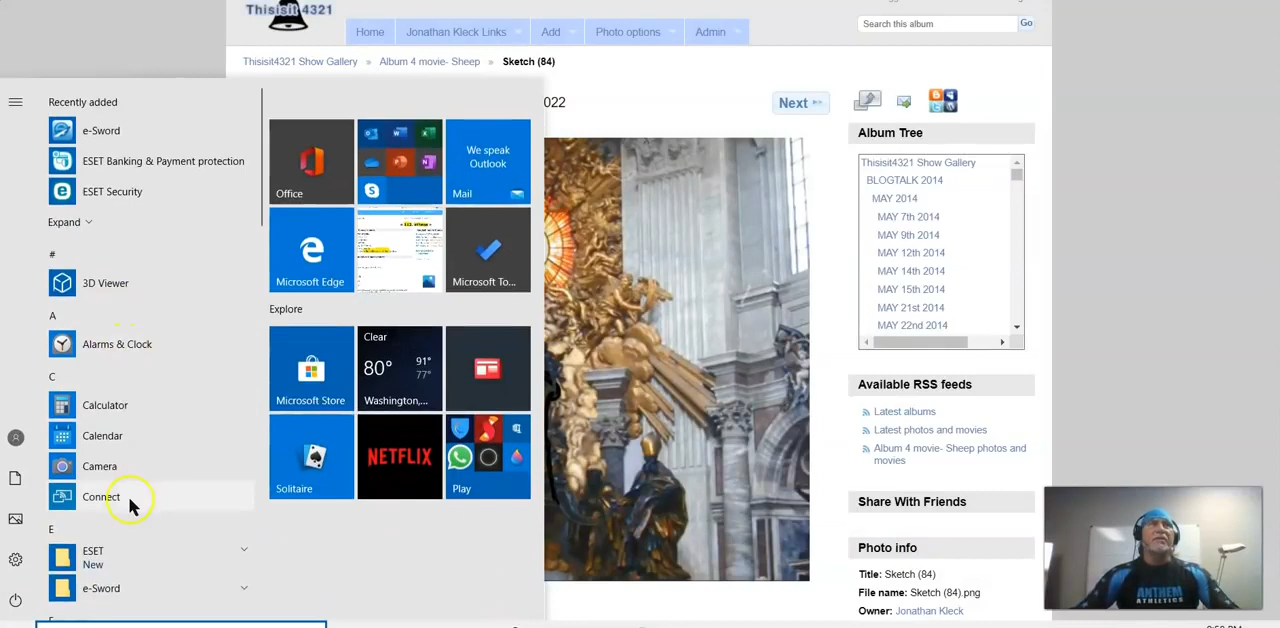 Thisisit 4321
Home
Jonathan Kleck Links
Add
Photo options
Admin
Search this album
Go
Thisisit4321 Show Gallery » Album 4 movie- Sheep » Sketch (84)
Recently added
e-Sword
ESET Banking & Payment protection
ESET Security
Expand
#
3D Viewer
A
Alarms & Clock
C
Calculator
Calendar
Camera
Connect
E
ESET
New
e-Sword
Office
We speak
Outlook
Mail
Microsoft Edge
Microsoft To...
Explore
Microsoft Store
Clear
80°
91°
77°
Washington,...
Solitaire
NETFLIX
Play
022
Next
Album Tree
Thisisit4321 Show Gallery
BLOGTALK 2014
MAY 2014
MAY 7th 2014
MAY 9th 2014
MAY 12th 2014
MAY 14th 2014
MAY 15th 2014
MAY 21st 2014
MAY 22nd 2014
Available RSS feeds
Latest albums
Latest photos and movies
Album 4 movie- Sheep photos and
movies
Share With Friends
Photo info
Title: Sketch (84)
File name: Sketch (84).png
Owner: Jonathan Kleck
ANTHEM
ATHLETICS